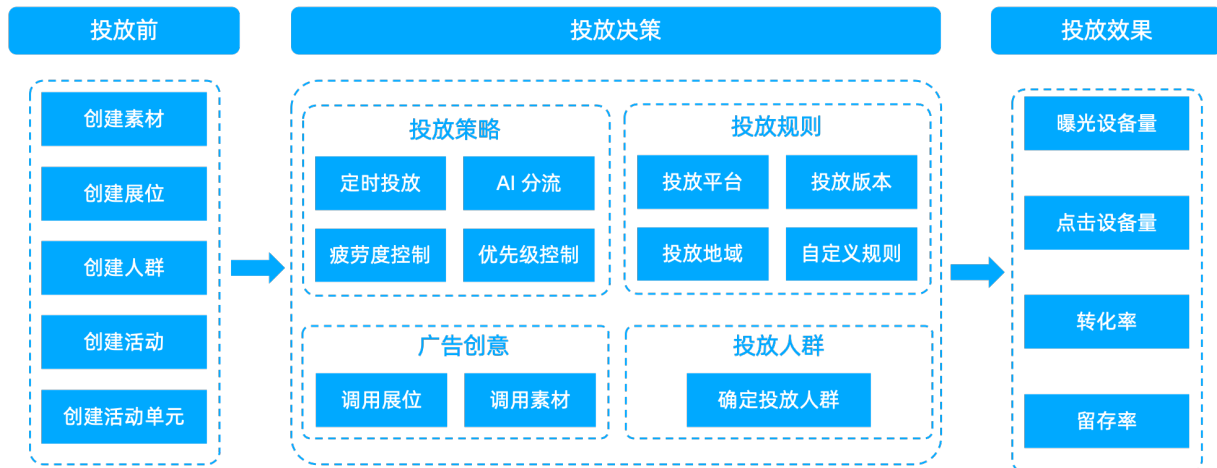 投放前
投放决策
投放效果
创建素材
创建展位
创建人群
创建活动
创建活动单元
投放策略
定时投放
AI 分流
疲劳度控制
优先级控制
投放规则
投放平台
投放版本
投放地域
自定义规则
广告创意
调用展位
调用素材
投放人群
确定投放人群
曝光设备量
点击设备量
转化率
留存率